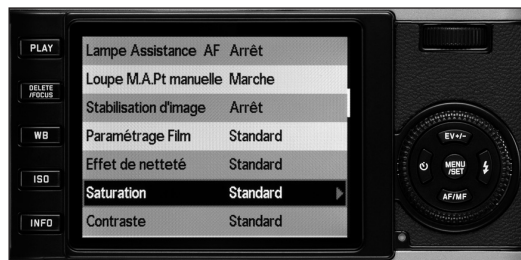 PLAY
DELETE
/FOCUS
WB
ISO
INFO
Lampe Assistance AF Arrêt
Loupe M.A.Pt manuelle Marche
Stabilisation d'image Arrêt
Paramétrage Film Standard
Effet de netteté Standard
Saturation Standard
Contraste Standard
EV+/-
MENU
/SET
AF/MF